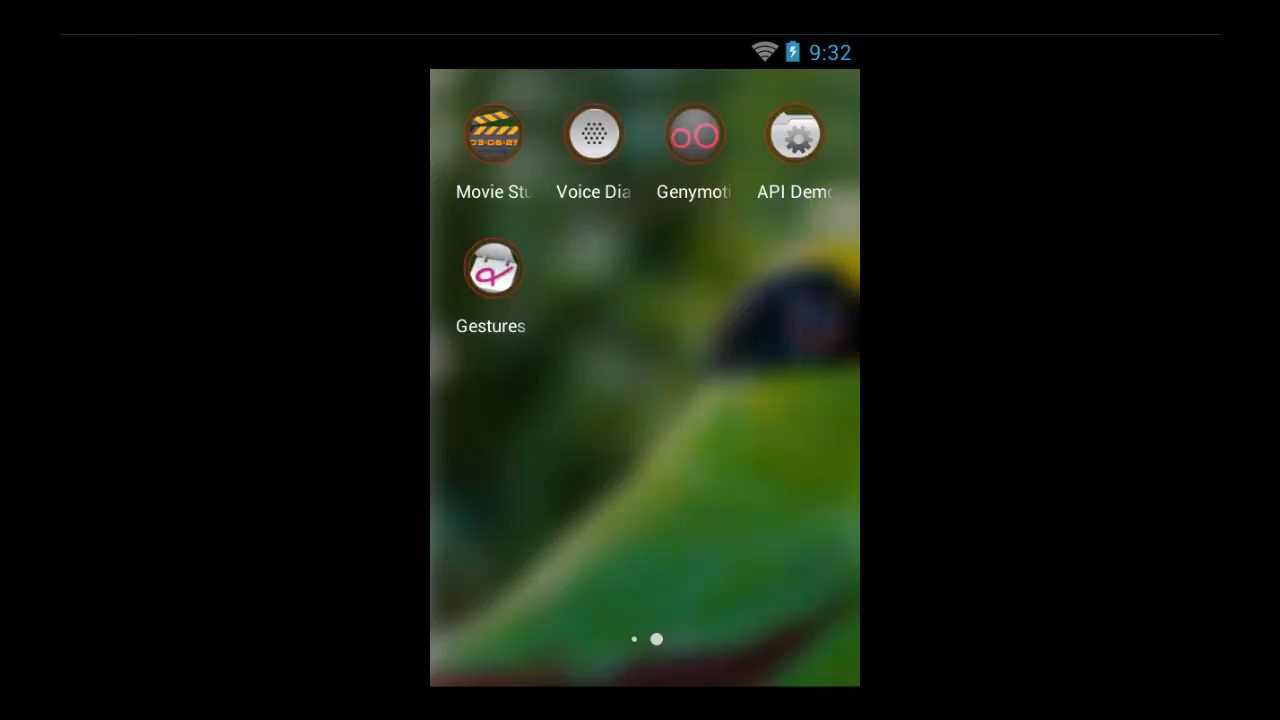 9:32
Movie Stu
Voice Dia
Genymoti
API Demo
Gestures